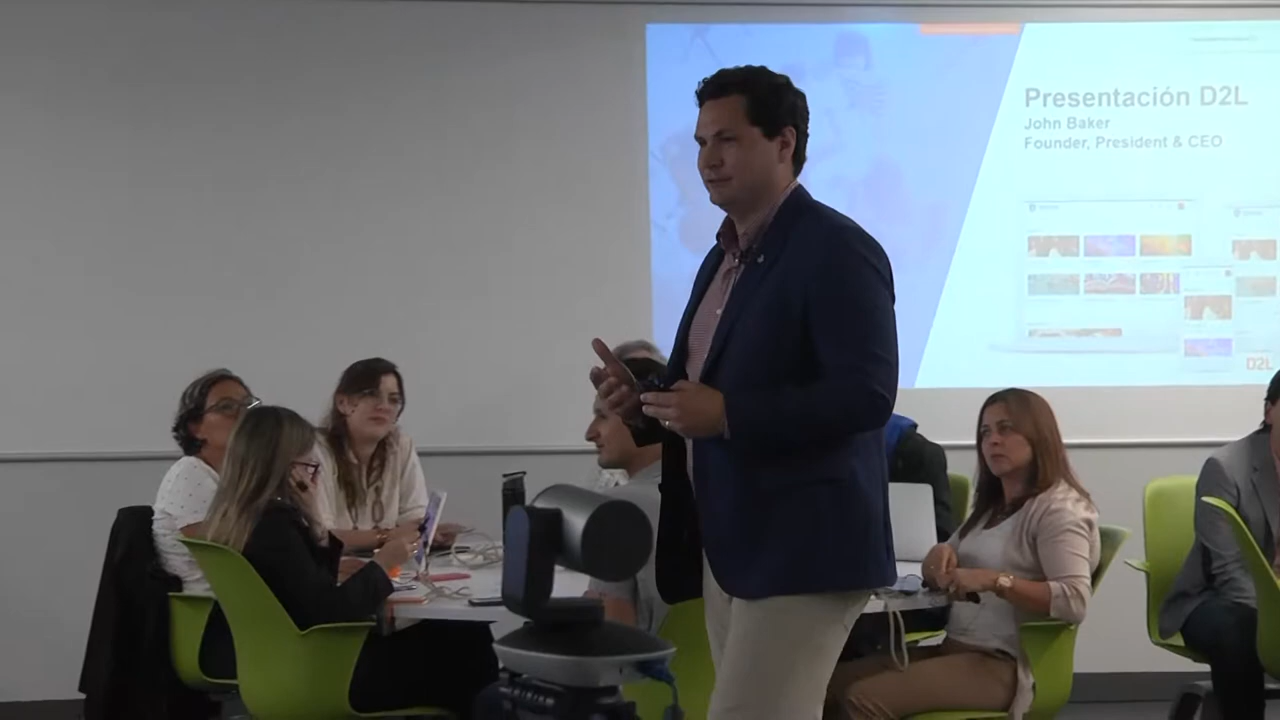 Presentación D2L
John Baker
Founder, President & CEO
D2L